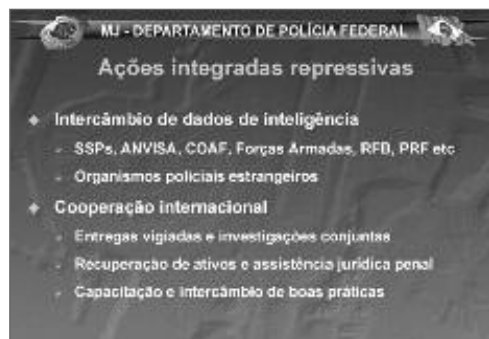 MJ - DEPARTAMENTO DE POLÍCIA FEDERAL
Ações integradas repressivas
Intercâmbio de dados de inteligência
SSPs, ANVISA, COAF, Forças Armadas, RFB, PRF etc
Organismos policiais estrangeiros
Cooperação internacional
Entregas vigiadas e investigações conjuntas
Recuperação de ativos e assistência jurídica penal
Capacitação e intercâmbio de boas práticas